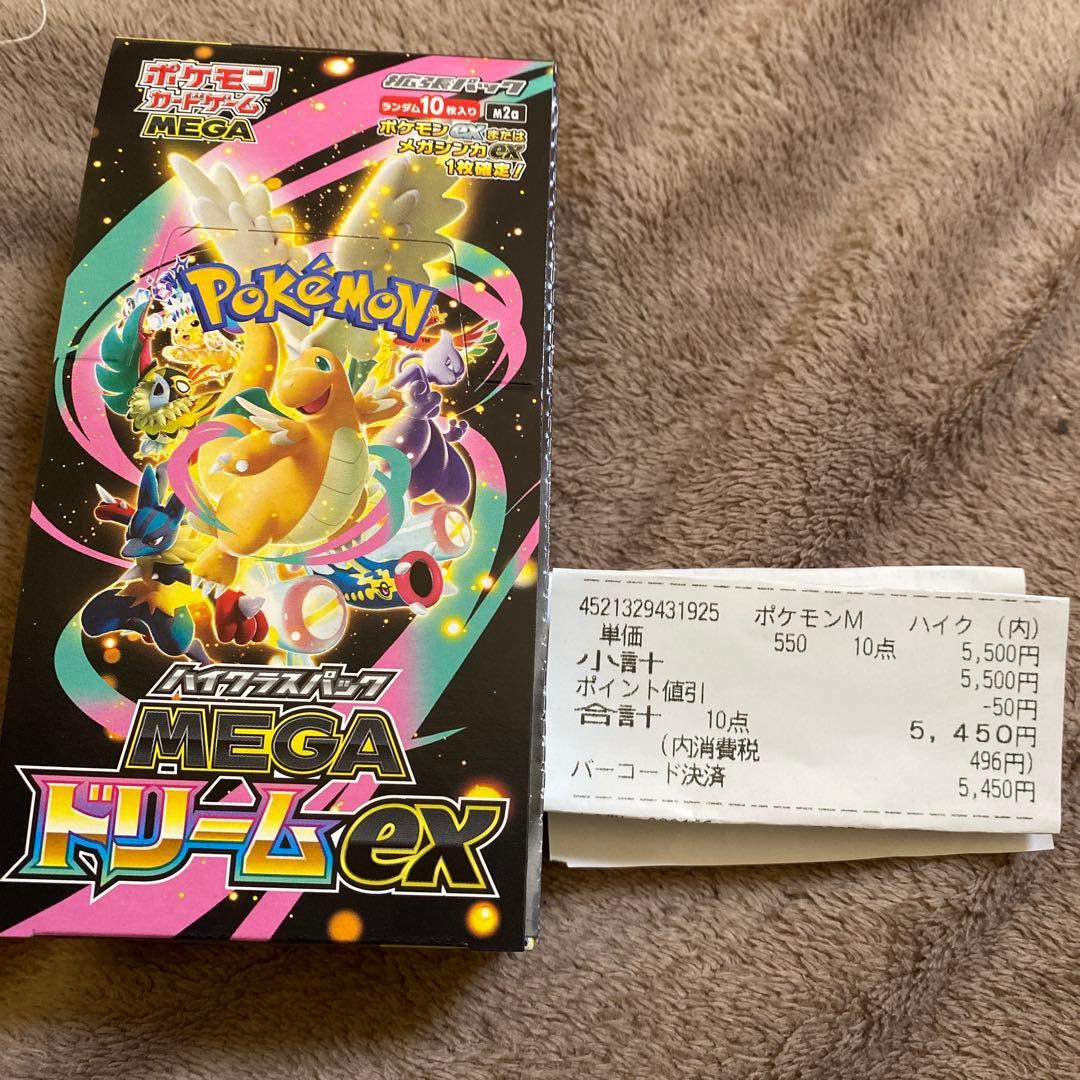 ポケモン
カードゲーム
MEGA
拡張パック
ランダム10枚入り
M2a
ポケモンexまたは
メガシンカex
1枚確定!
POKéMON
TM
ハイクラスパック
MEGA
ドリームex
4521329431925 ポケモンM ハイク (内)
単価 550 10点 5,500円
小計 5,500円
ポイント値引 -50円
合計 10点 5,450円
(内消費税 496円)
バーコード決済 5,450円